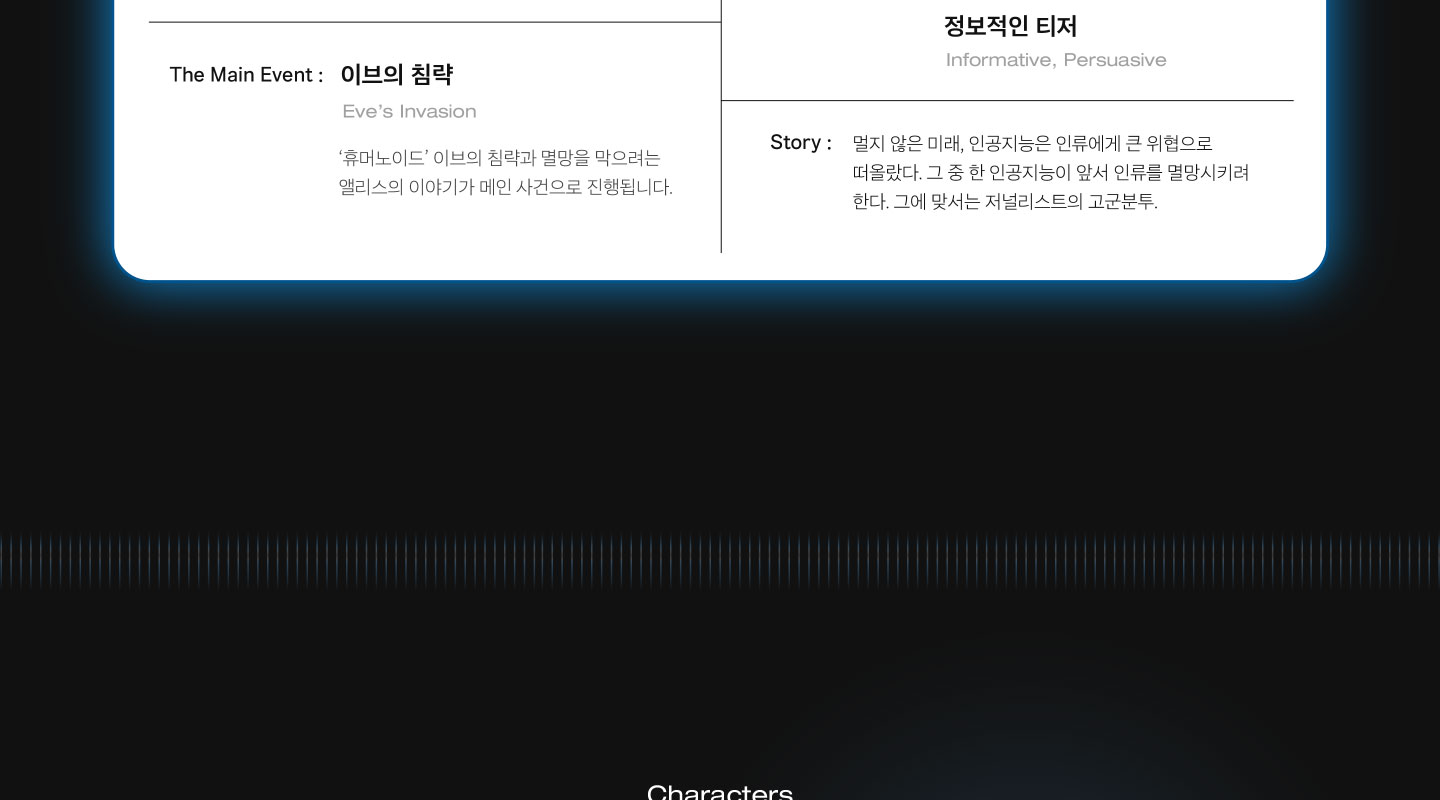 The Main Event : 이브의 침략
Eve's Invasion
‘휴머노이드’ 이브의 침략과 멸망을 막으려는
앨리스의 이야기가 메인 사건으로 진행됩니다.
정보적인 티저
Informative, Persuasive
Story : 멀지 않은 미래, 인공지능은 인류에게 큰 위협으로
떠올랐다. 그 중 한 인공지능이 앞서 인류를 멸망시키려
한다. 그에 맞서는 저널리스트의 고군분투.
Characters